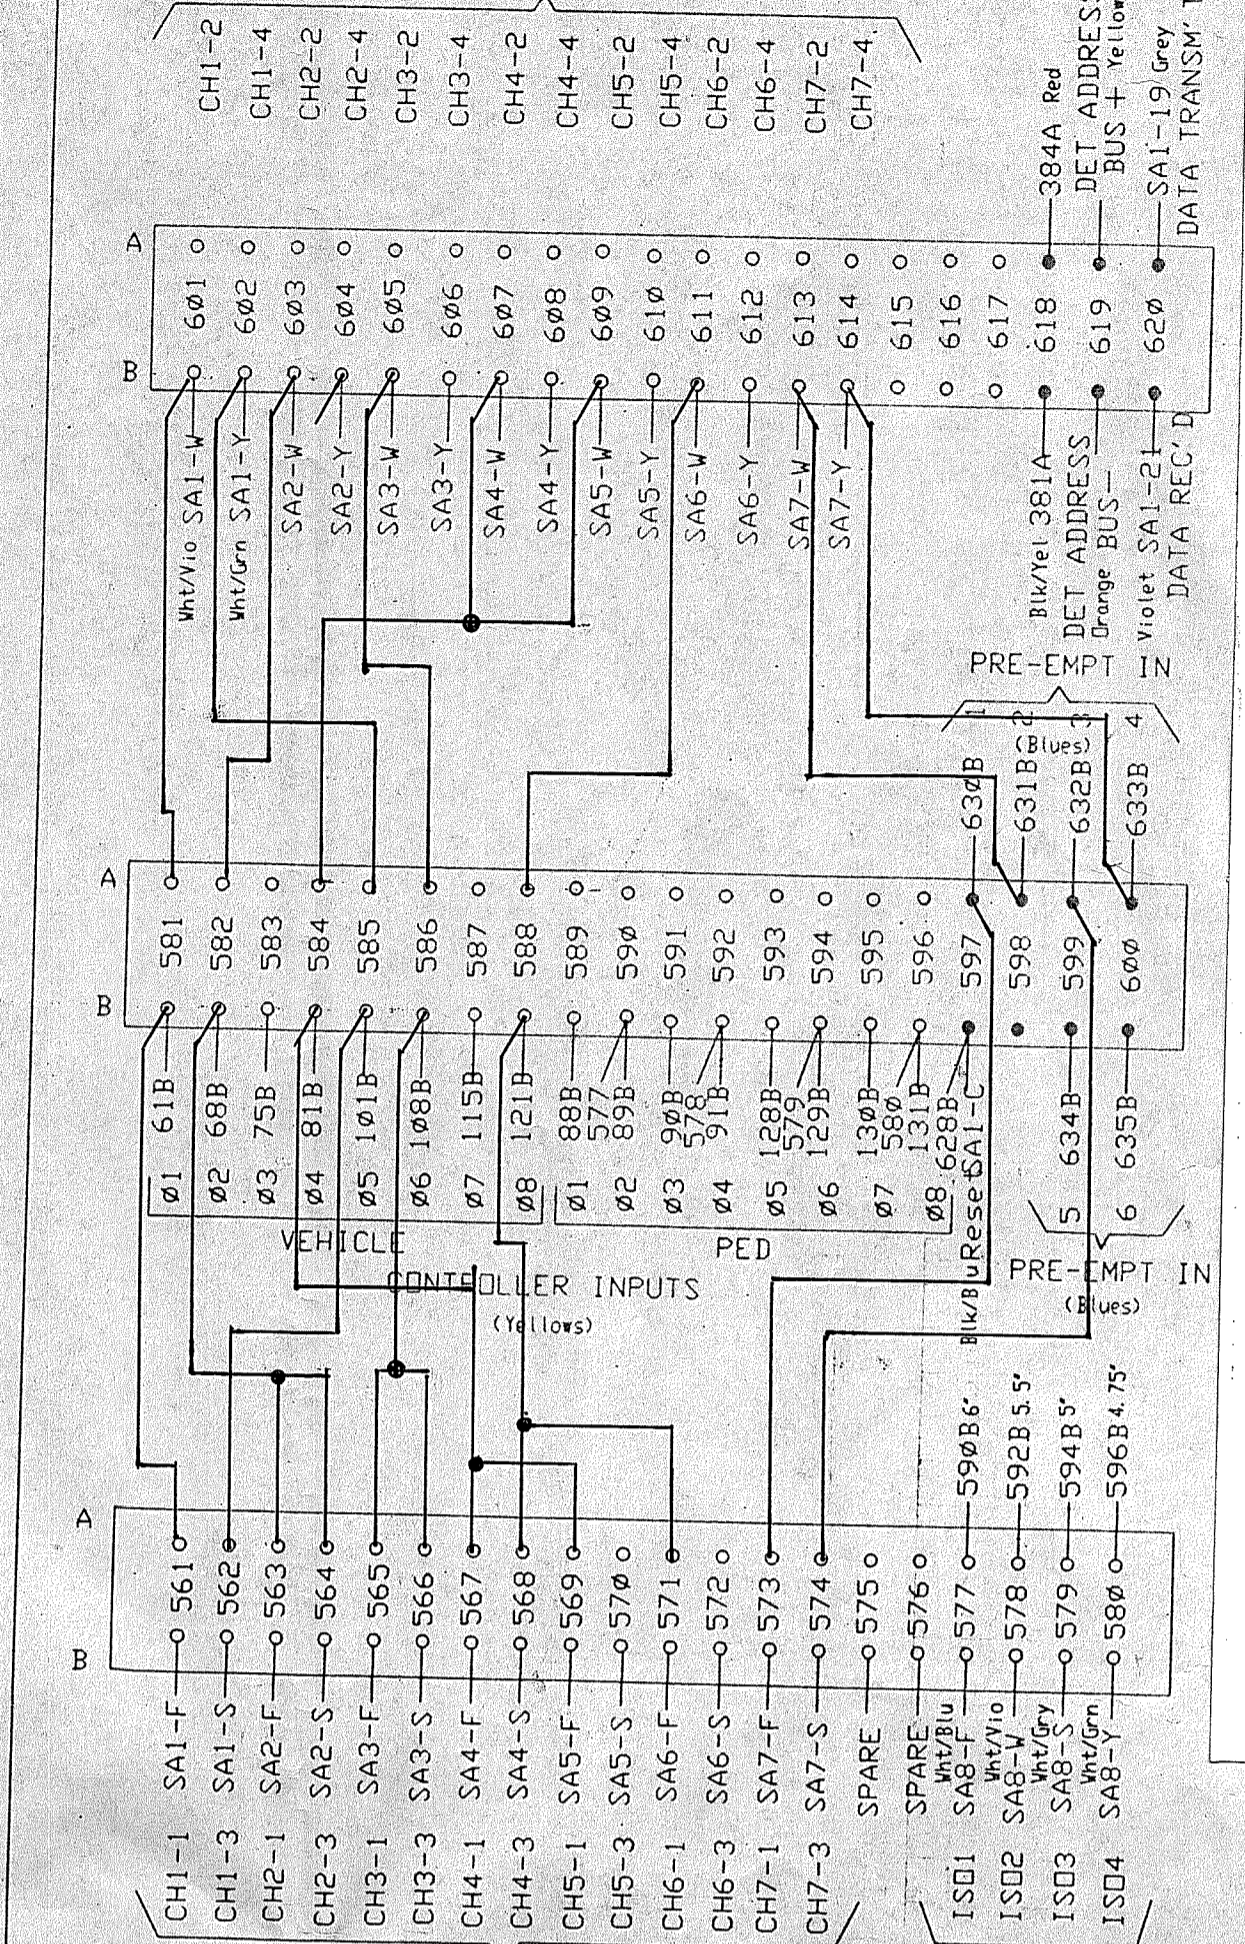 CH1-2
CH1-4
CH2-2
CH2-4
CH3-2
CH3-4
CH4-2
CH4-4
CH5-2
CH5-4
CH6-2
CH6-4
CH7-2
CH7-4
384A Red
DET ADDRESS
BUS + Yellow
SA1-19 Grey
DATA TRANSM'T
A
601
602
603
604
605
606
607
608
609
610
611
612
613
614
615
616
617
618
619
620
B
Wht/Vio SA1-W
Wht/Grn SA1-Y
SA2-W
SA2-Y
SA3-W
SA3-Y
SA4-W
SA4-Y
SA5-W
SA5-Y
SA6-W
SA6-Y
SA7-W
SA7-Y
Blk/Yel 381A
DET ADDRESS
Orange BUS-
Violet SA1-21
DATA REC'D
PRE-EMPT IN
1
2
3
4
(Blues)
630B
631B
632B
633B
A
581
582
583
584
585
586
587
588
589
590
591
592
593
594
595
596
597
598
599
600
B
Ø1 61B
Ø2 68B
Ø3 75B
Ø4 81B
Ø5 101B
Ø6 108B
Ø7 115B
Ø8 121B
Ø1 88B
577
Ø2 89B
Ø3 90B
578
Ø4 91B
Ø5 128B
579
Ø6 129B
Ø7 130B
580
Ø8 131B
628B
Blk/Blu Reset SA1-C
5 634B
6 635B
VEHICLE
PED
CONTROLLER INPUTS
(Yellows)
PRE-EMPT IN
(Blues)
590B 6"
592B 5.5"
594B 5"
596B 4.75"
A
561
562
563
564
565
566
567
568
569
570
571
572
573
574
575
576
577
578
579
580
B
CH1-1 SA1-F
CH1-3 SA1-S
CH2-1 SA2-F
CH2-3 SA2-S
CH3-1 SA3-F
CH3-3 SA3-S
CH4-1 SA4-F
CH4-3 SA4-S
CH5-1 SA5-F
CH5-3 SA5-S
CH6-1 SA6-F
CH6-3 SA6-S
CH7-1 SA7-F
CH7-3 SA7-S
SPARE
SPARE
Wht/Blu
ISO1 SA8-F
Wht/Vio
ISO2 SA8-W
Wht/Gry
ISO3 SA8-S
Wht/Grn
ISO4 SA8-Y